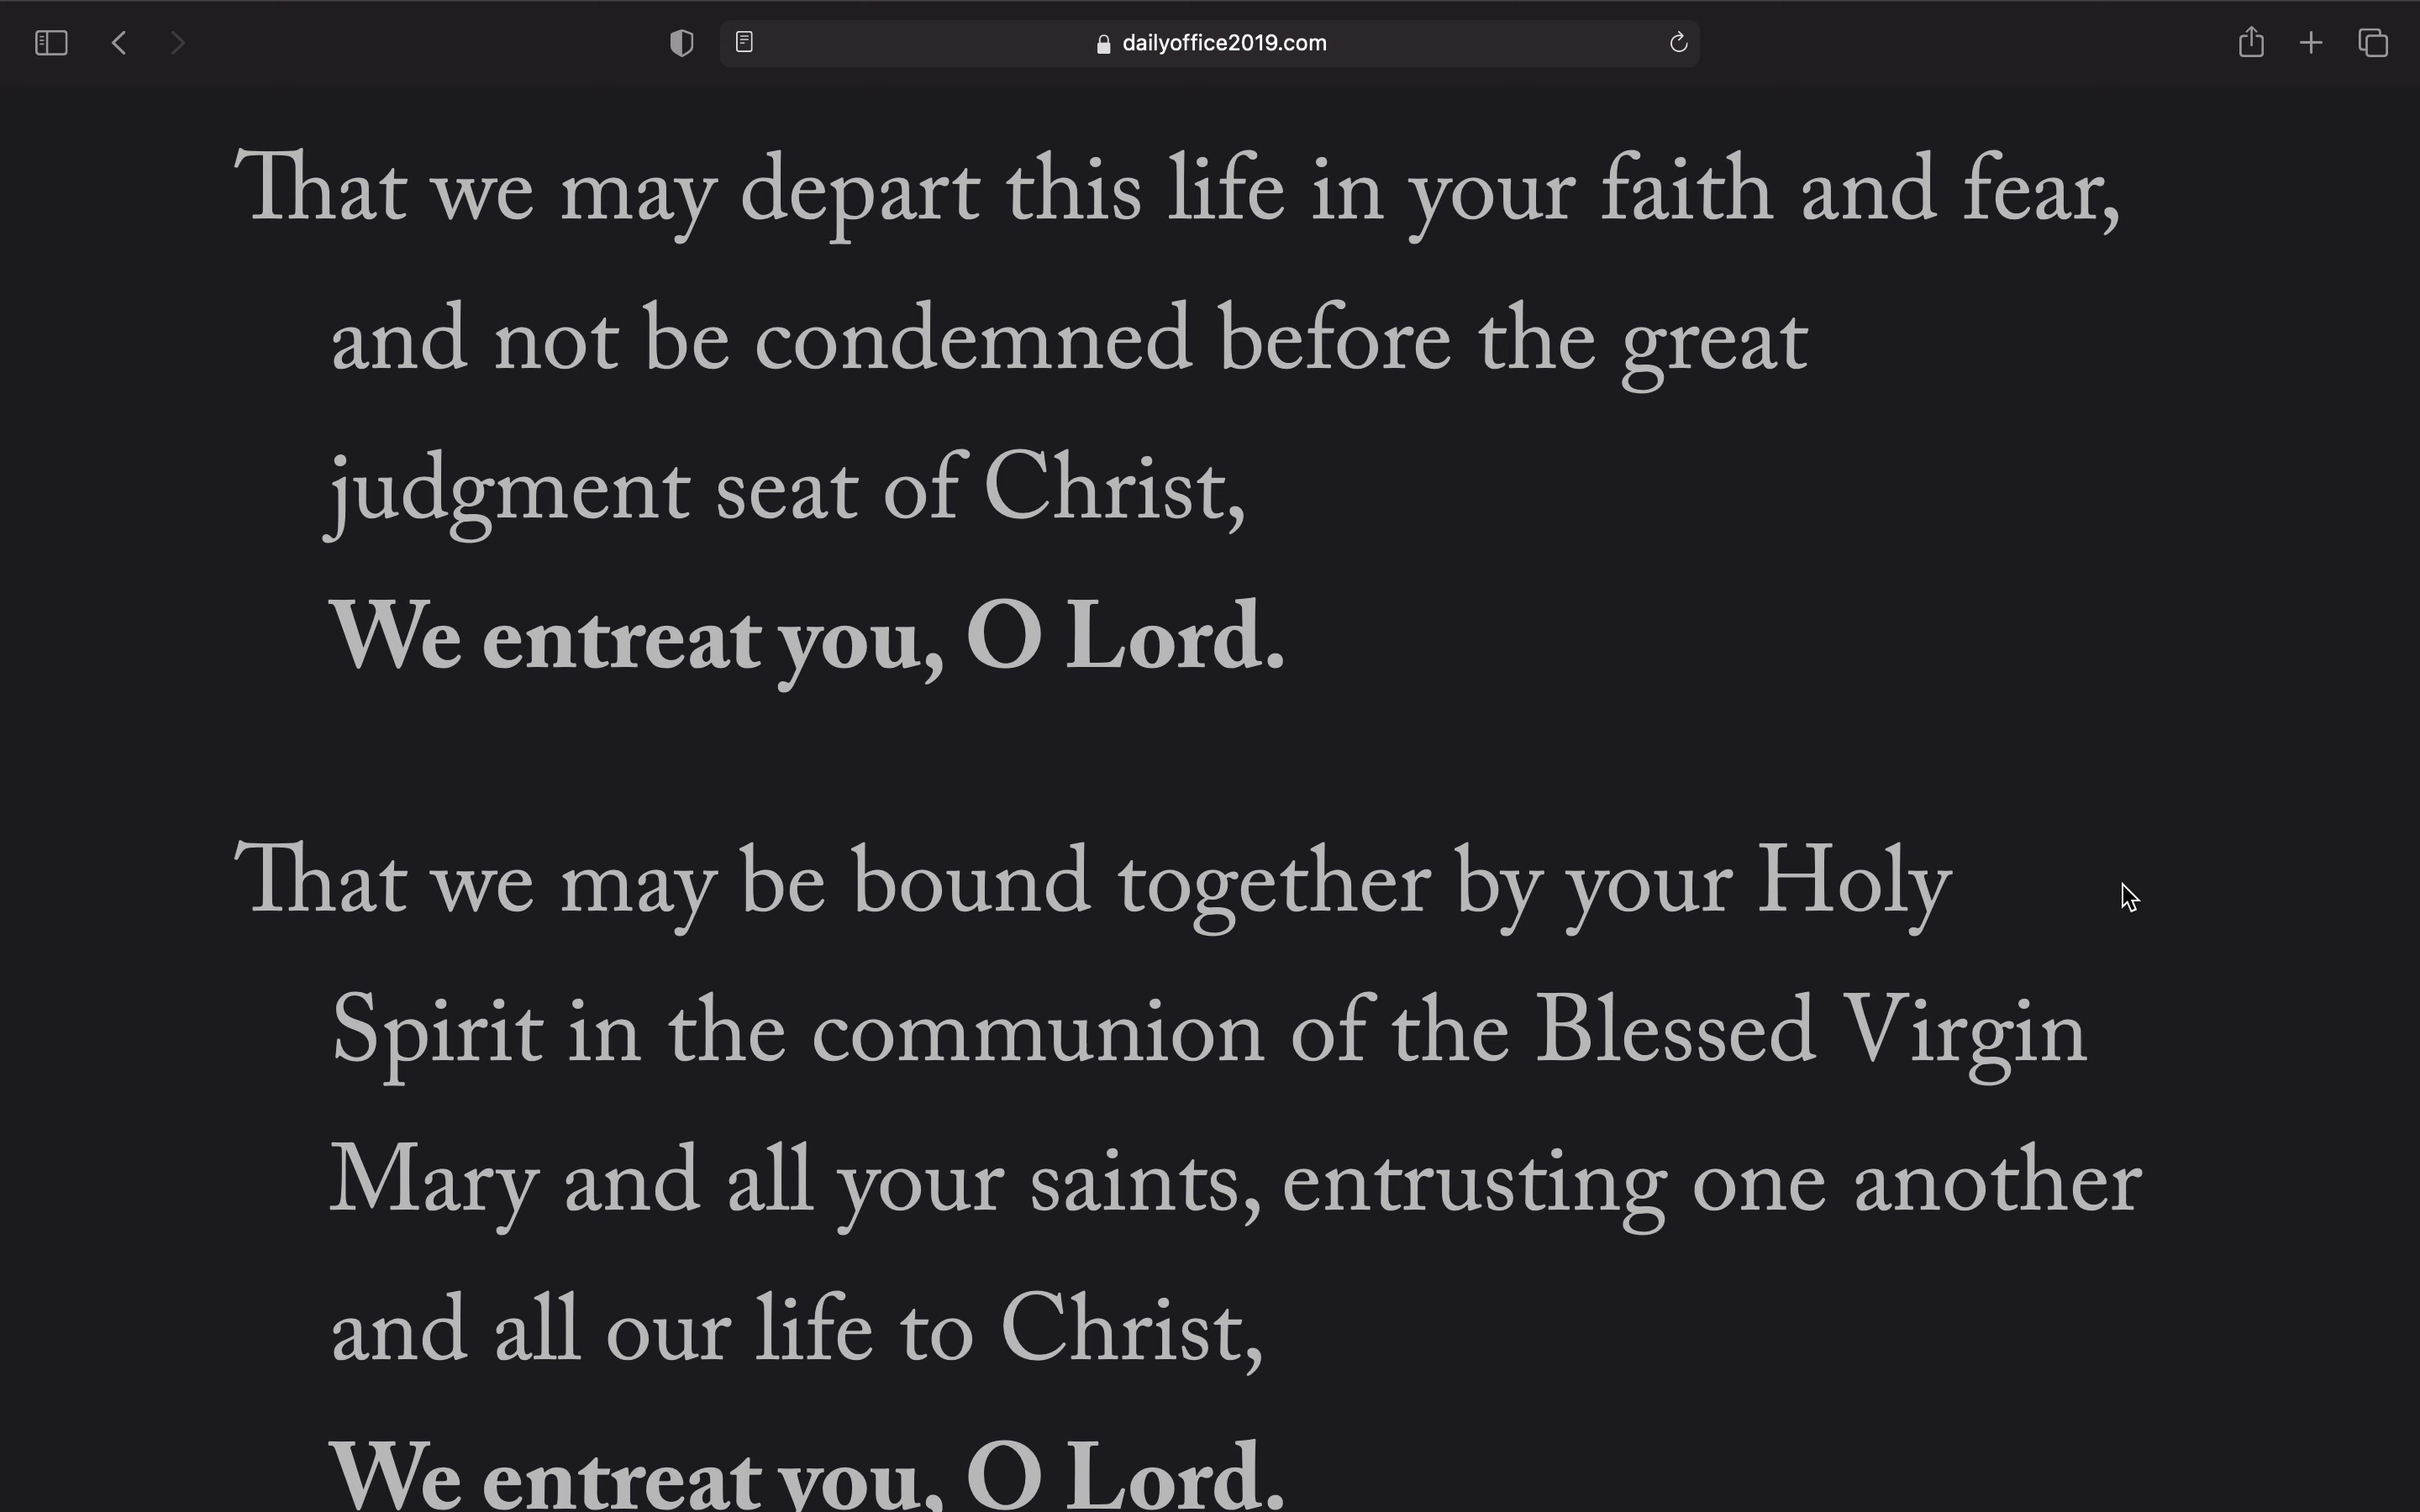 dailyoffice2019.com
That we may depart this life in your faith and fear,
and not be condemned before the great
judgment seat of Christ,
We entreat you, O Lord.
That we may be bound together by your Holy
Spirit in the communion of the Blessed Virgin
Mary and all your saints, entrusting one another
and all our life to Christ,
We entreat you, O Lord.